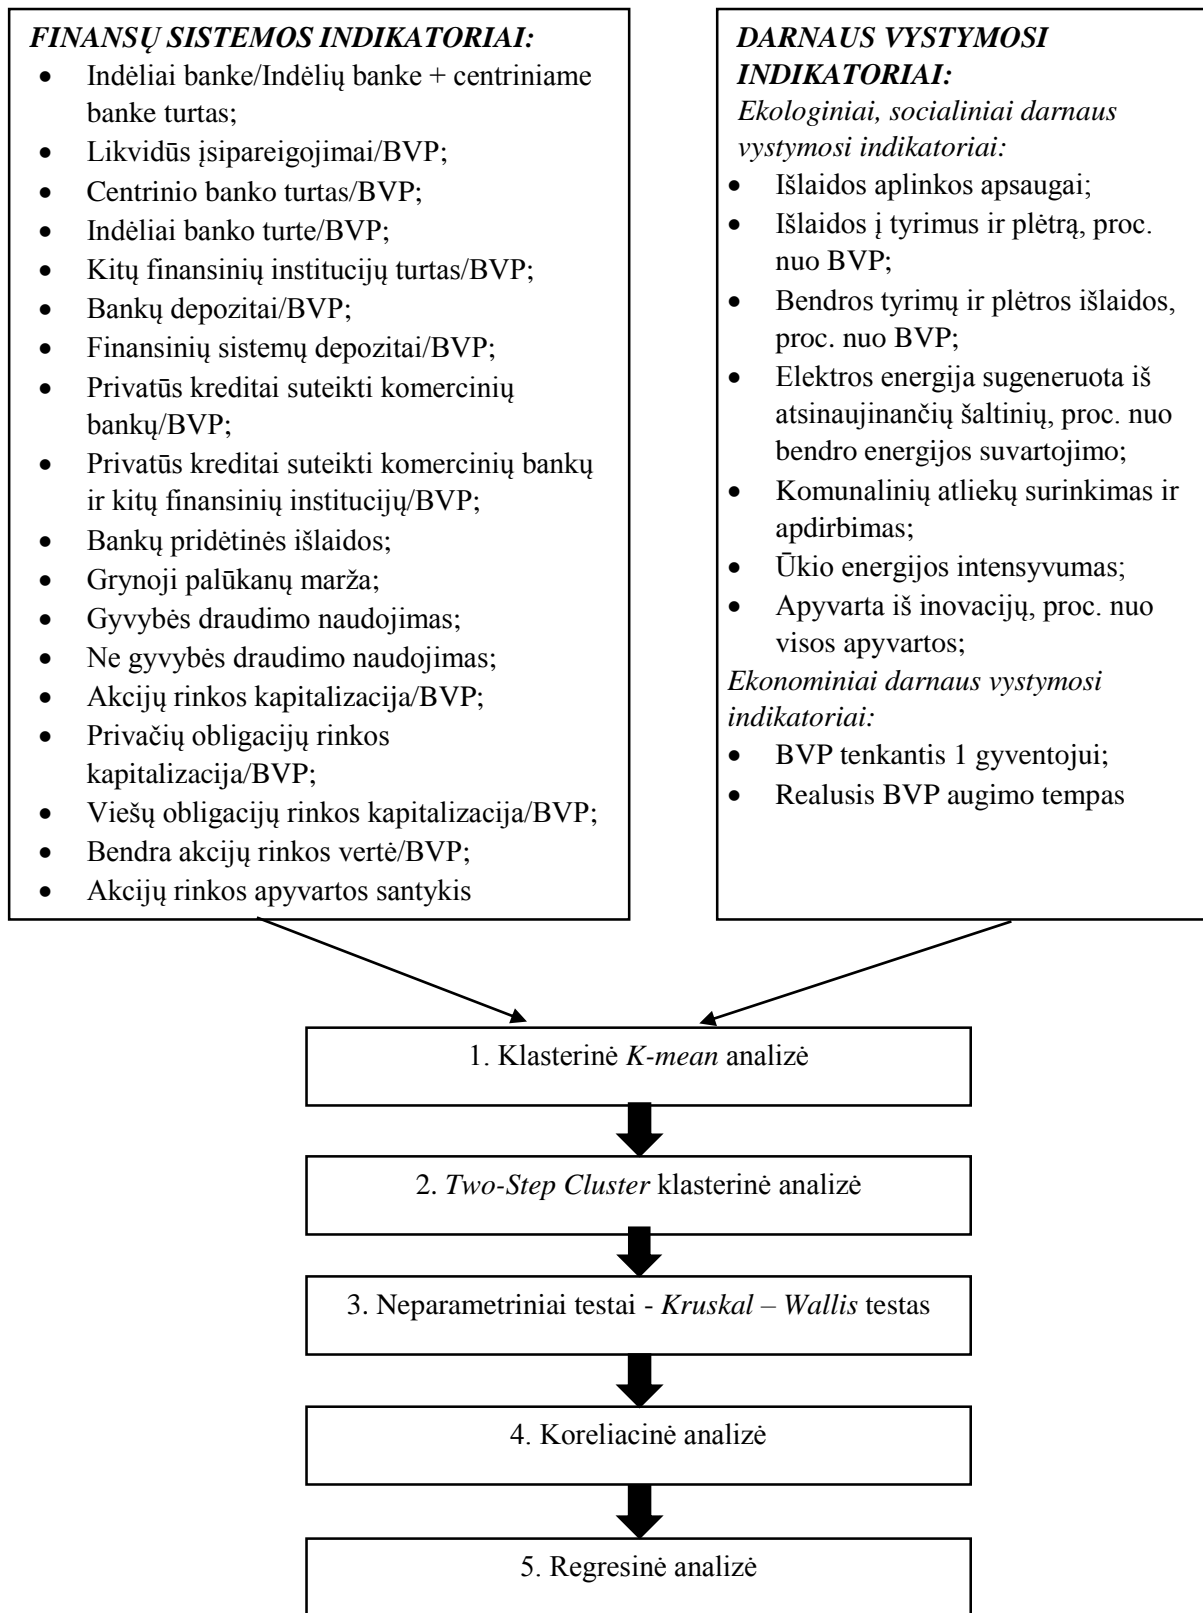 FINANSŲ SISTEMOS INDIKATORIAI:
• Indėliai banke/Indėlių banke + centriniame
banke turtas;
• Likvidūs įsipareigojimai/BVP;
• Centrinio banko turtas/BVP;
• Indėliai banko turte/BVP;
• Kitų finansinių institucijų turtas/BVP;
• Bankų depozitai/BVP;
• Finansinių sistemų depozitai/BVP;
• Privatūs kreditai suteikti komercinių
bankų/BVP;
• Privatūs kreditai suteikti komercinių bankų
ir kitų finansinių institucijų/BVP;
• Bankų pridėtinės išlaidos;
• Grynoji palūkanų marža;
• Gyvybės draudimo naudojimas;
• Ne gyvybės draudimo naudojimas;
• Akcijų rinkos kapitalizacija/BVP;
• Privačių obligacijų rinkos
kapitalizacija/BVP;
• Viešų obligacijų rinkos kapitalizacija/BVP;
• Bendra akcijų rinkos vertė/BVP;
• Akcijų rinkos apyvartos santykis
DARNAUS VYSTYMOSI
INDIKATORIAI:
Ekologiniai, socialiniai darnaus
vystymosi indikatoriai:
• Išlaidos aplinkos apsaugai;
• Išlaidos į tyrimus ir plėtrą, proc.
nuo BVP;
• Bendros tyrimų ir plėtros išlaidos,
proc. nuo BVP;
• Elektros energija sugeneruota iš
atsinaujinančių šaltinių, proc. nuo
bendro energijos suvartojimo;
• Komunalinių atliekų surinkimas ir
apdirbimas;
• Ūkio energijos intensyvumas;
• Apyvarta iš inovacijų, proc. nuo
visos apyvartos;
Ekonominiai darnaus vystymosi
indikatoriai:
• BVP tenkantis 1 gyventojui;
• Realusis BVP augimo tempas
1. Klasterinė K-mean analizė
2. Two-Step Cluster klasterinė analizė
3. Neparametriniai testai - Kruskal – Wallis testas
4. Koreliacinė analizė
5. Regresinė analizė